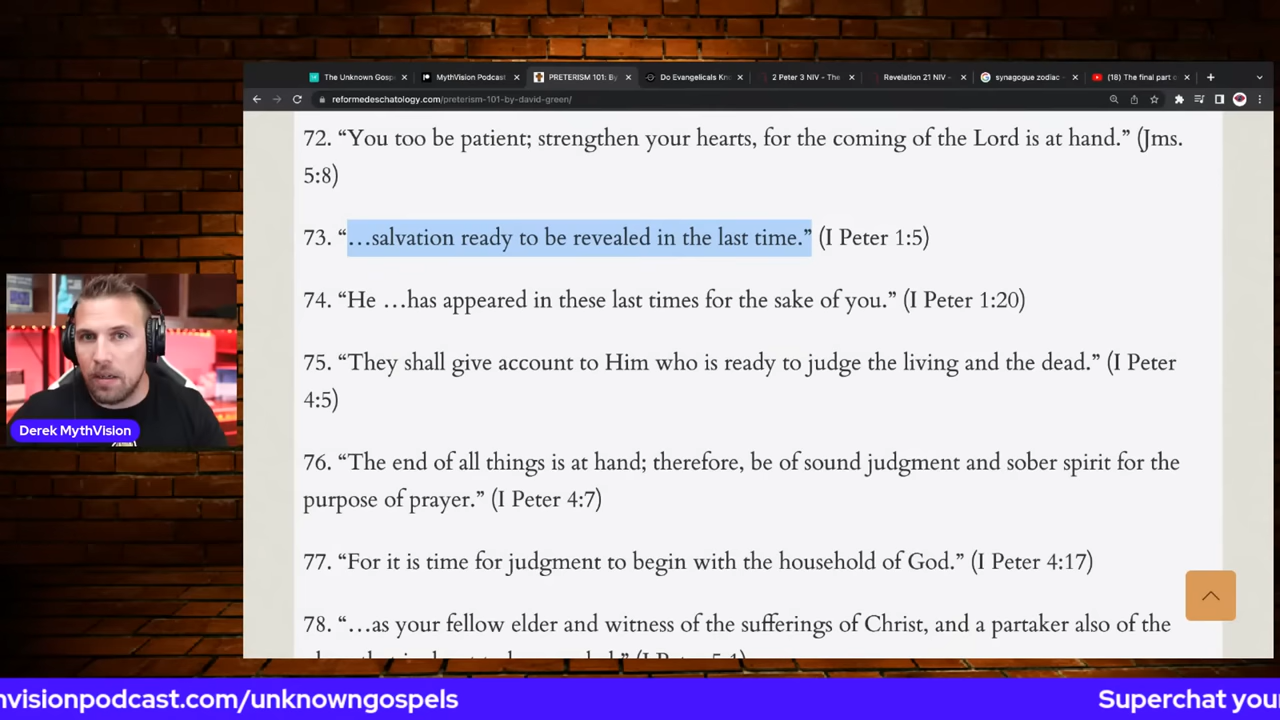 The Unknown Gosp
MythVision Podcast
PRETERISM 101: B
Do Evangelicals Kn
2 Peter 3 NIV - The
Revelation 21 NIV -
synagogue zodiac -
(18) The final part o
reformedeschatology.com/preterism-101-by-david-green/
72. “You too be patient; strengthen your hearts, for the coming of the Lord is at hand.” (Jms.
5:8)
73. “…salvation ready to be revealed in the last time.” (I Peter 1:5)
74. “He …has appeared in these last times for the sake of you.” (I Peter 1:20)
75. “They shall give account to Him who is ready to judge the living and the dead.” (I Peter
4:5)
76. “The end of all things is at hand; therefore, be of sound judgment and sober spirit for the
purpose of prayer.” (I Peter 4:7)
77. “For it is time for judgment to begin with the household of God.” (I Peter 4:17)
78. “…as your fellow elder and witness of the sufferings of Christ, and a partaker also of the
Derek MythVision
nvisionpodcast.com/unknowngospels
Superchat your